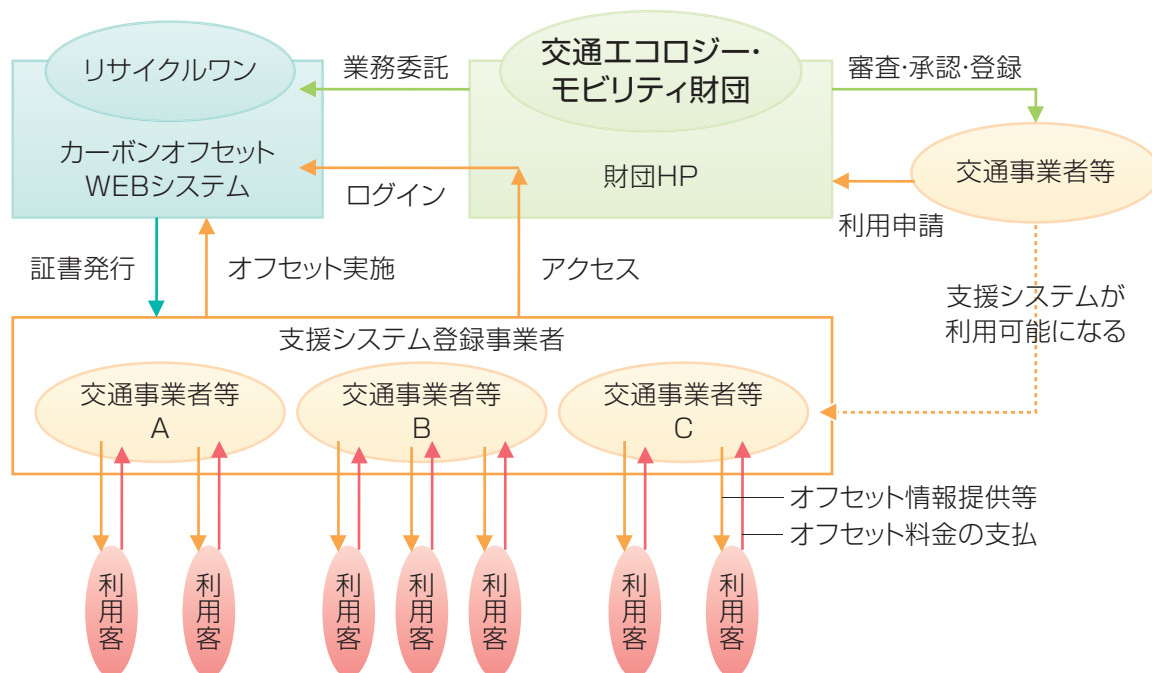 リサイクルワン
業務委託
交通エコロジー・
モビリティ財団
審査・承認・登録
カーボンオフセット
WEBシステム
ログイン
財団HP
交通事業者等
利用申請
証書発行
オフセット実施
アクセス
支援システムが
利用可能になる
支援システム登録事業者
交通事業者等
A
交通事業者等
B
交通事業者等
C
オフセット情報提供等
オフセット料金の支払
利用客
利用客
利用客
利用客
利用客
利用客
利用客